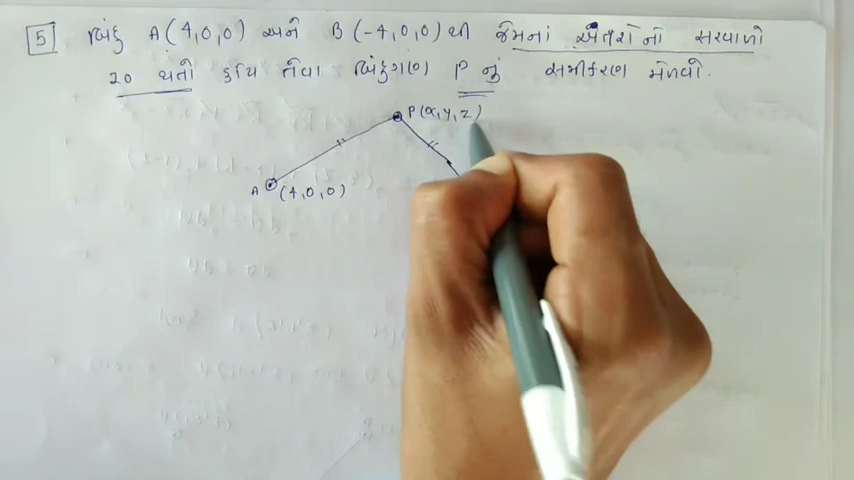 5 બિંદુ A(4,0,0) અને B(-4,0,0) થી જેમનાં અંતરોનો સરવાળો
20 થતો હોય તેવા બિંદુગણ P નું સમીકરણ મેળવો.
P(x,y,z)
A (4,0,0)